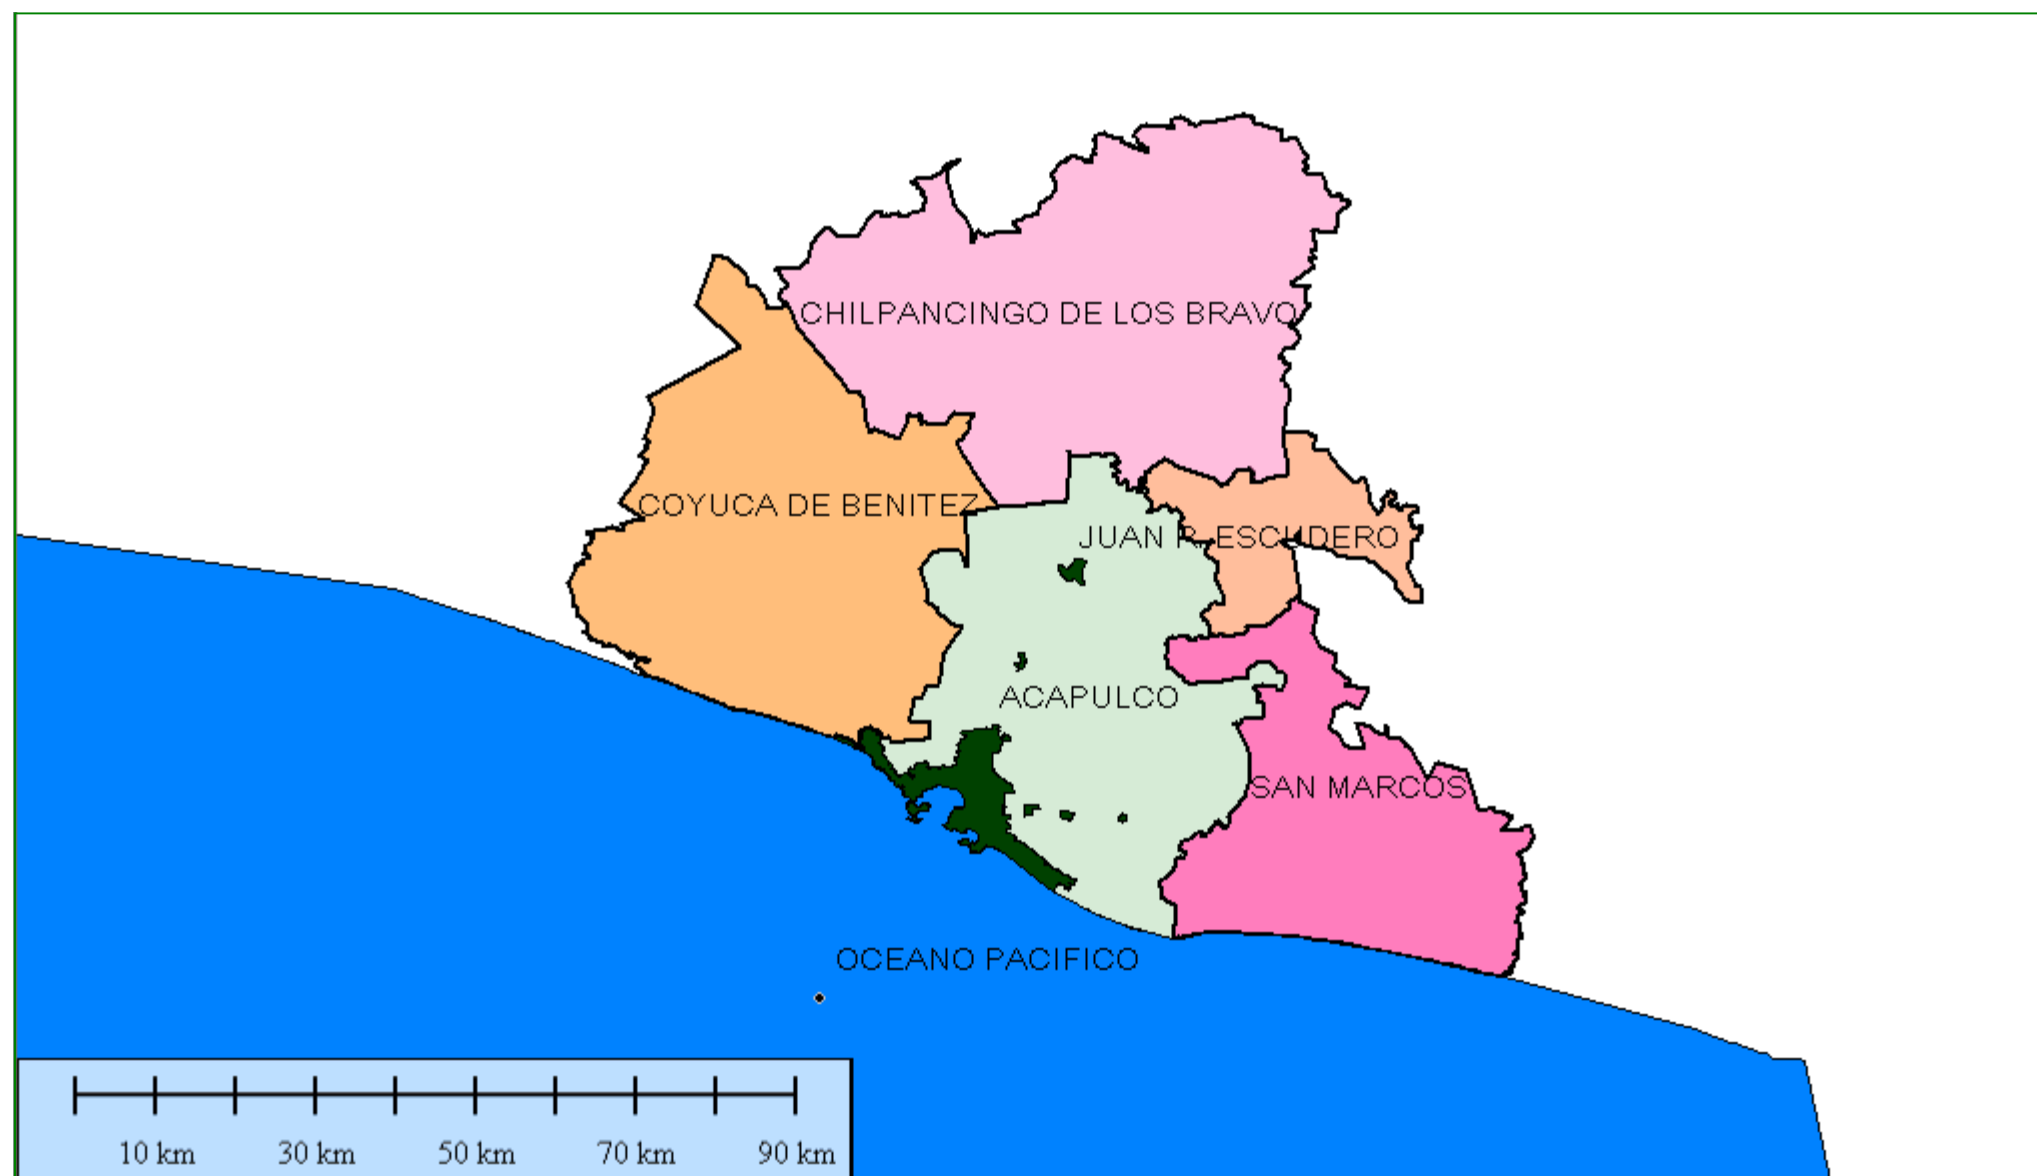 CHILPANCINGO DE LOS BRAVO
COYUCA DE BENITEZ
JUAN R. ESCUDERO
ACAPULCO
SAN MARCOS
OCEANO PACIFICO
10 km 30 km 50 km 70 km 90 km